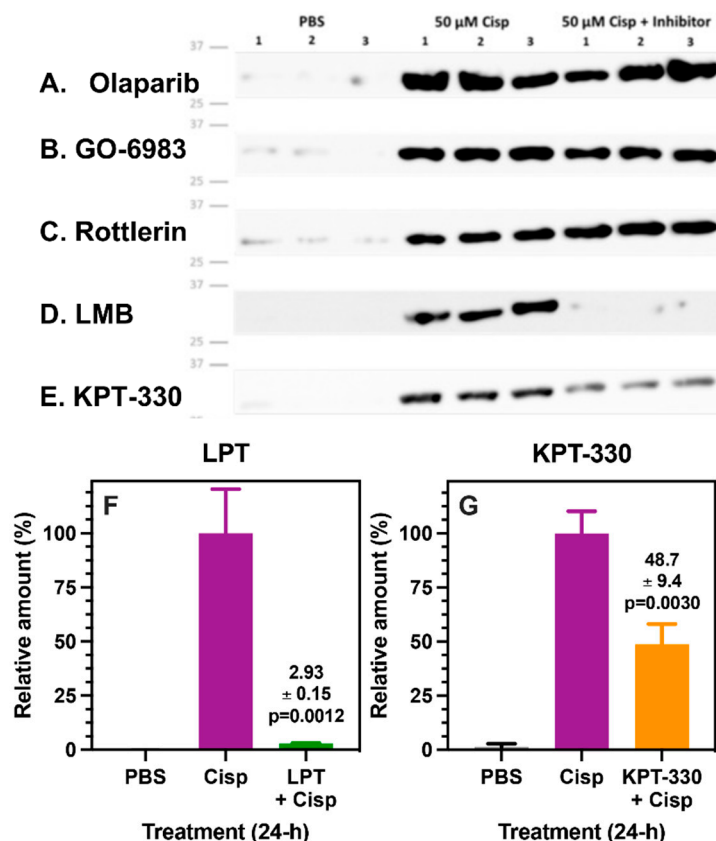 PBS 50 µM Cisp 50 µM Cisp + Inhibitor
1 2 3 1 2 3 1 2 3
37
A. Olaparib
25
37
B. GO-6983
25
37
C. Rottlerin
25
37
D. LMB
25
37
E. KPT-330
LPT
F
Relative amount (%)
100
75
50
25
0
2.93
± 0.15
p=0.0012
PBS Cisp LPT
+ Cisp
Treatment (24-h)
KPT-330
G
Relative amount (%)
100
75
50
25
0
48.7
± 9.4
p=0.0030
PBS Cisp KPT-330
+ Cisp
Treatment (24-h)